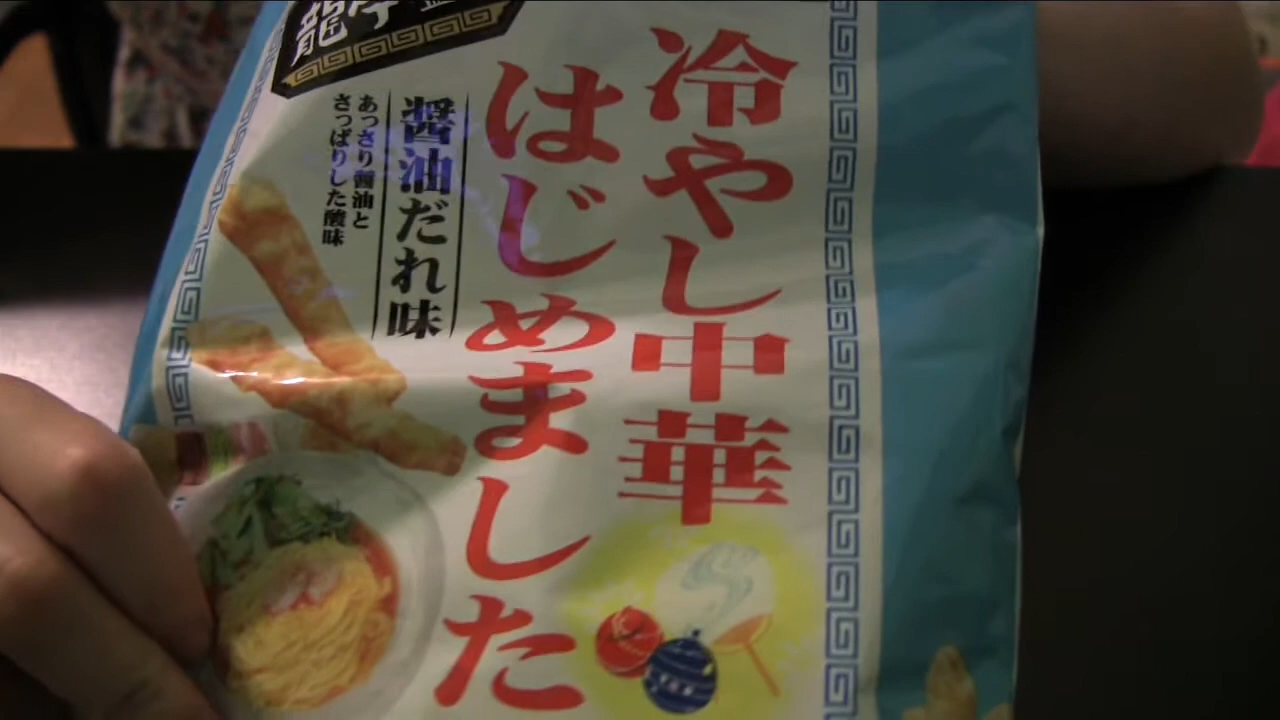 冷やし中華
はじめました
醤油だれ味
あっさり醤油と
さっぱりした酸味